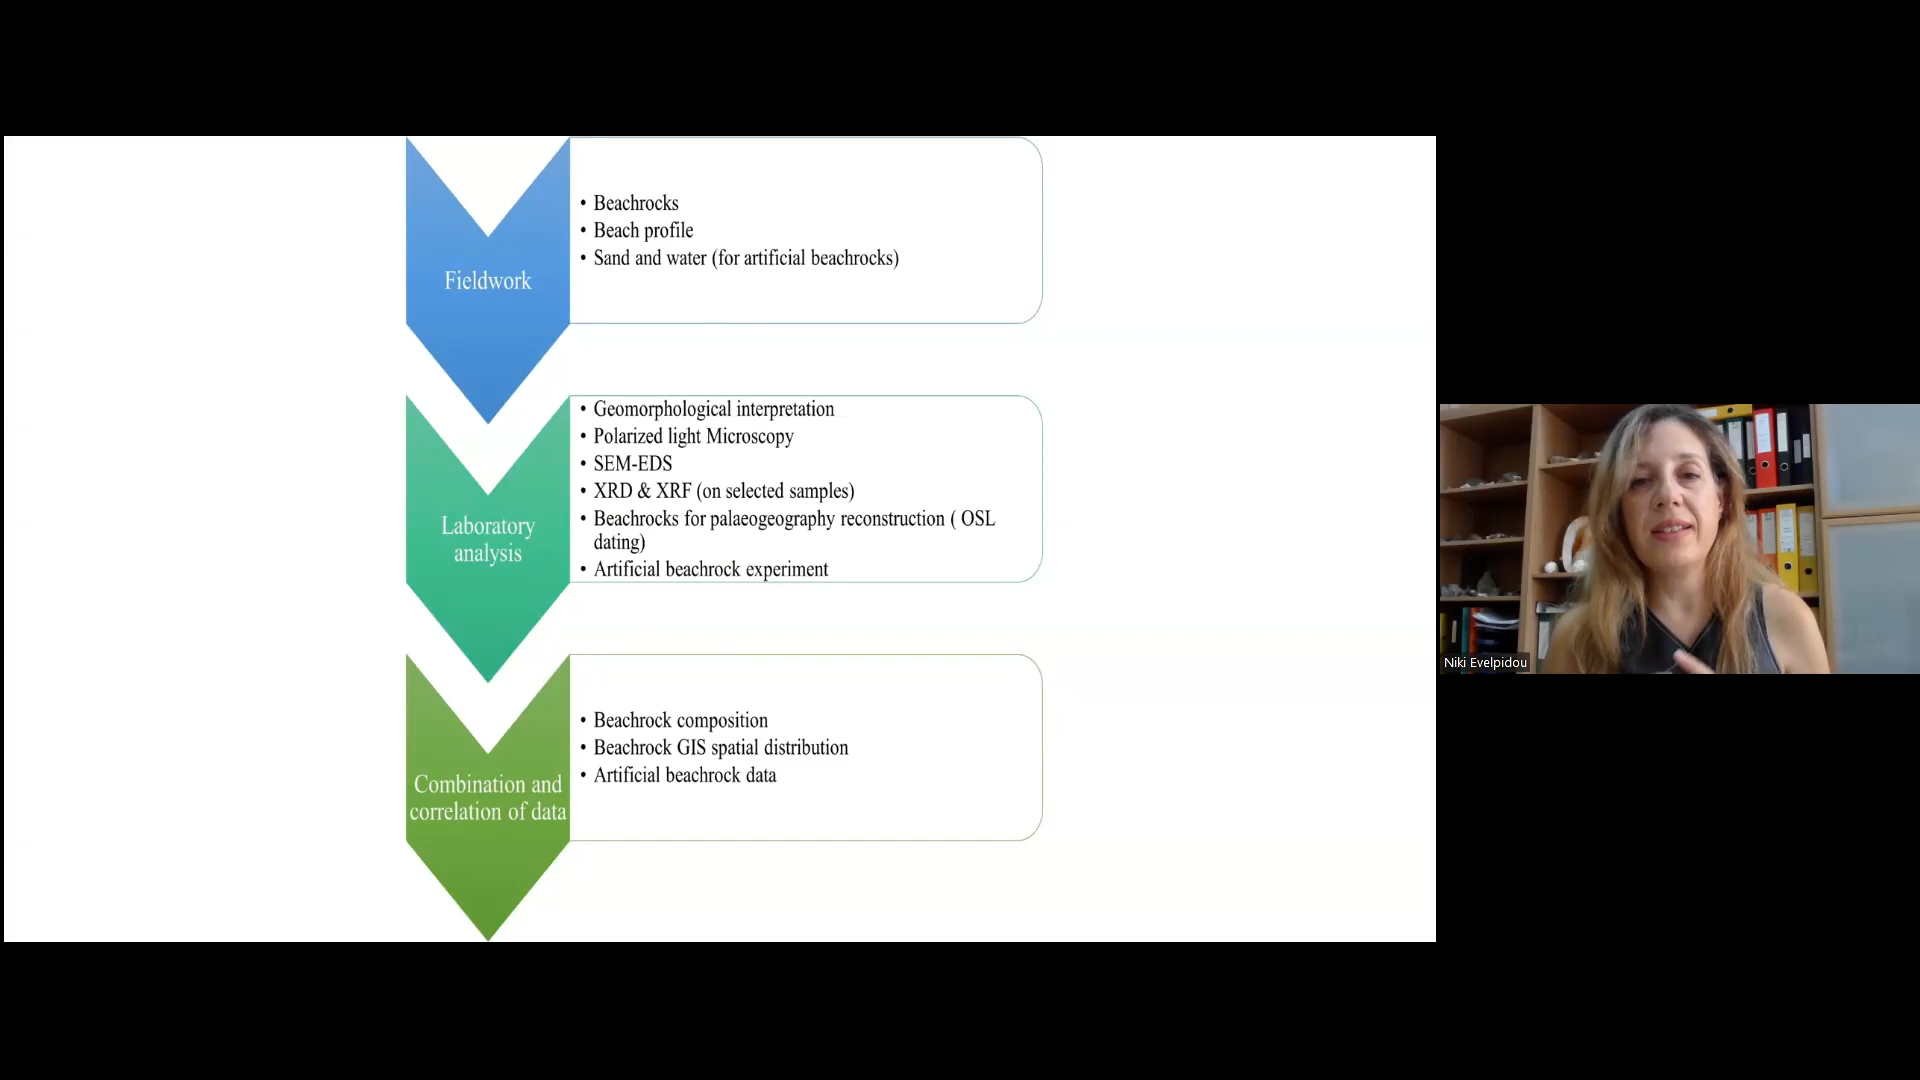 Fieldwork
• Beachrocks
• Beach profile
• Sand and water (for artificial beachrocks)
Laboratory
analysis
• Geomorphological interpretation
• Polarized light Microscopy
• SEM-EDS
• XRD & XRF (on selected samples)
• Beachrocks for palaeogeography reconstruction ( OSL
dating)
• Artificial beachrock experiment
Combination and
correlation of data
• Beachrock composition
• Beachrock GIS spatial distribution
• Artificial beachrock data
Niki Evelpidou